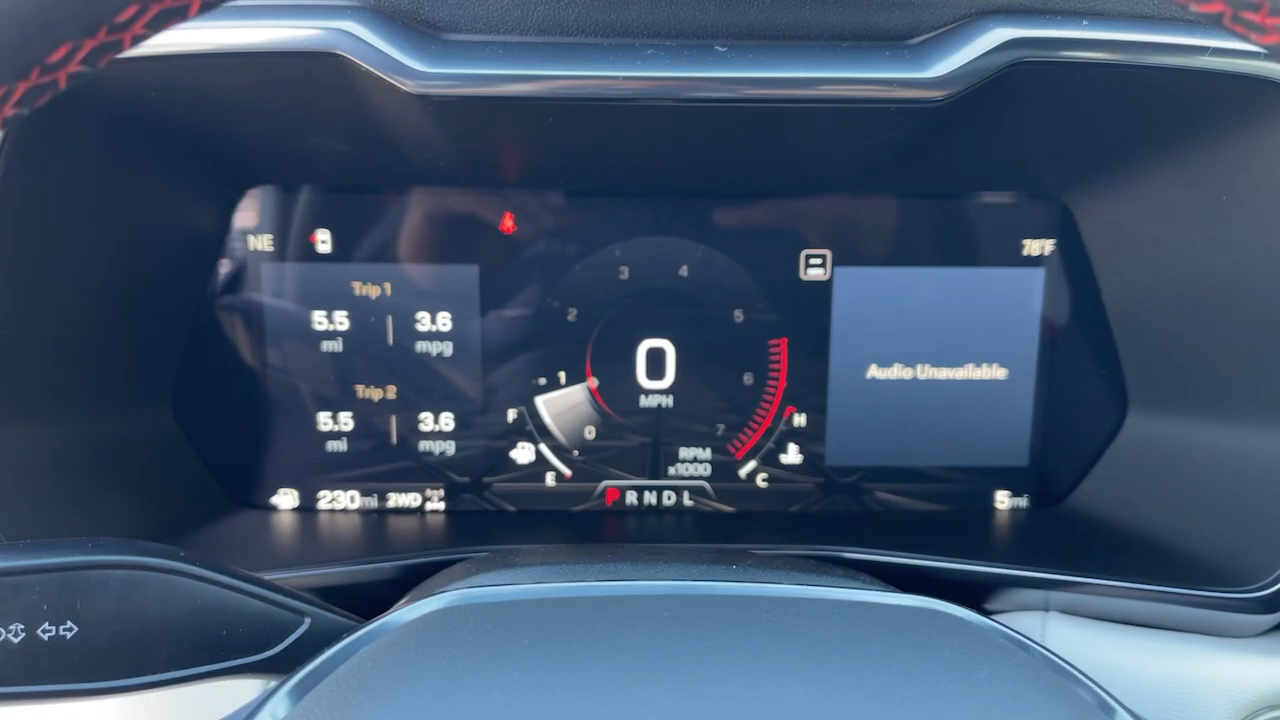 NE
78°F
Trip 1
5.5 3.6
mi mpg
Trip 2
5.5 3.6
mi mpg
230mi 2WD
0
1
2
3
4
5
6
7
0
MPH
RPM
x1000
F
E
H
C
PRNDL
Audio Unavailable
5mi